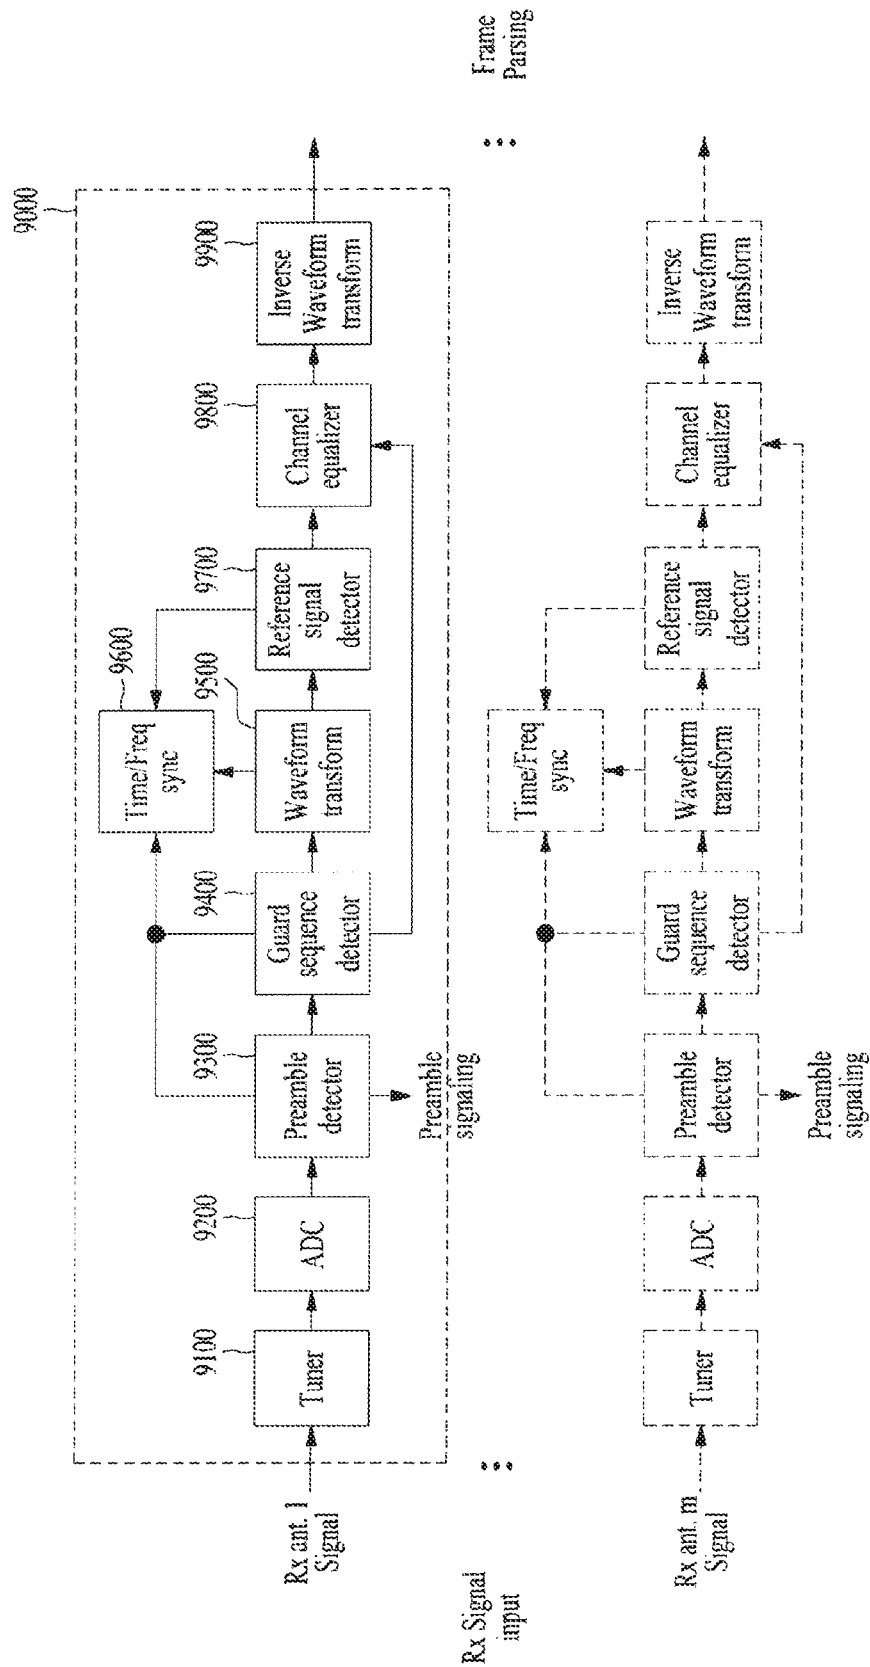 9000
9600
Time/Freq
sync
9100
9200
9300
9400
9500
9700
9800
9900
Rx ant. 1
Signal
Tuner
ADC
Preamble
detector
Guard
sequence
detector
Waveform
transform
Reference
signal
detector
Channel
equalizer
Inverse
Waveform
transform
Preamble
signaling
Rx Signal
input
Frame
Parsing
Time/Freq
sync
Rx ant. m
Signal
Tuner
ADC
Preamble
detector
Guard
sequence
detector
Waveform
transform
Reference
signal
detector
Channel
equalizer
Inverse
Waveform
transform
Preamble
signaling